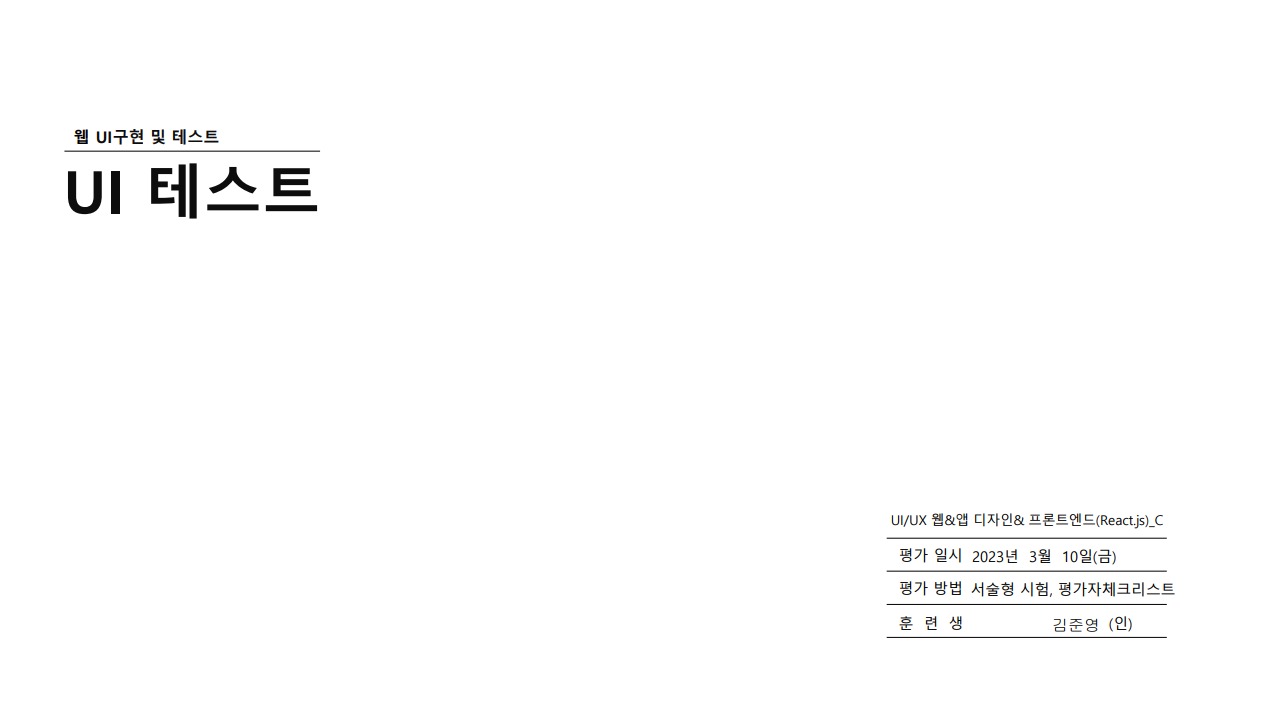 웹 UI구현 및 테스트
UI 테스트
UI/UX 웹&앱 디자인& 프론트엔드(React.js)_C
평가 일시 2023년 3월 10일(금)
평가 방법 서술형 시험, 평가자체크리스트
훈 련 생 김준영 (인)